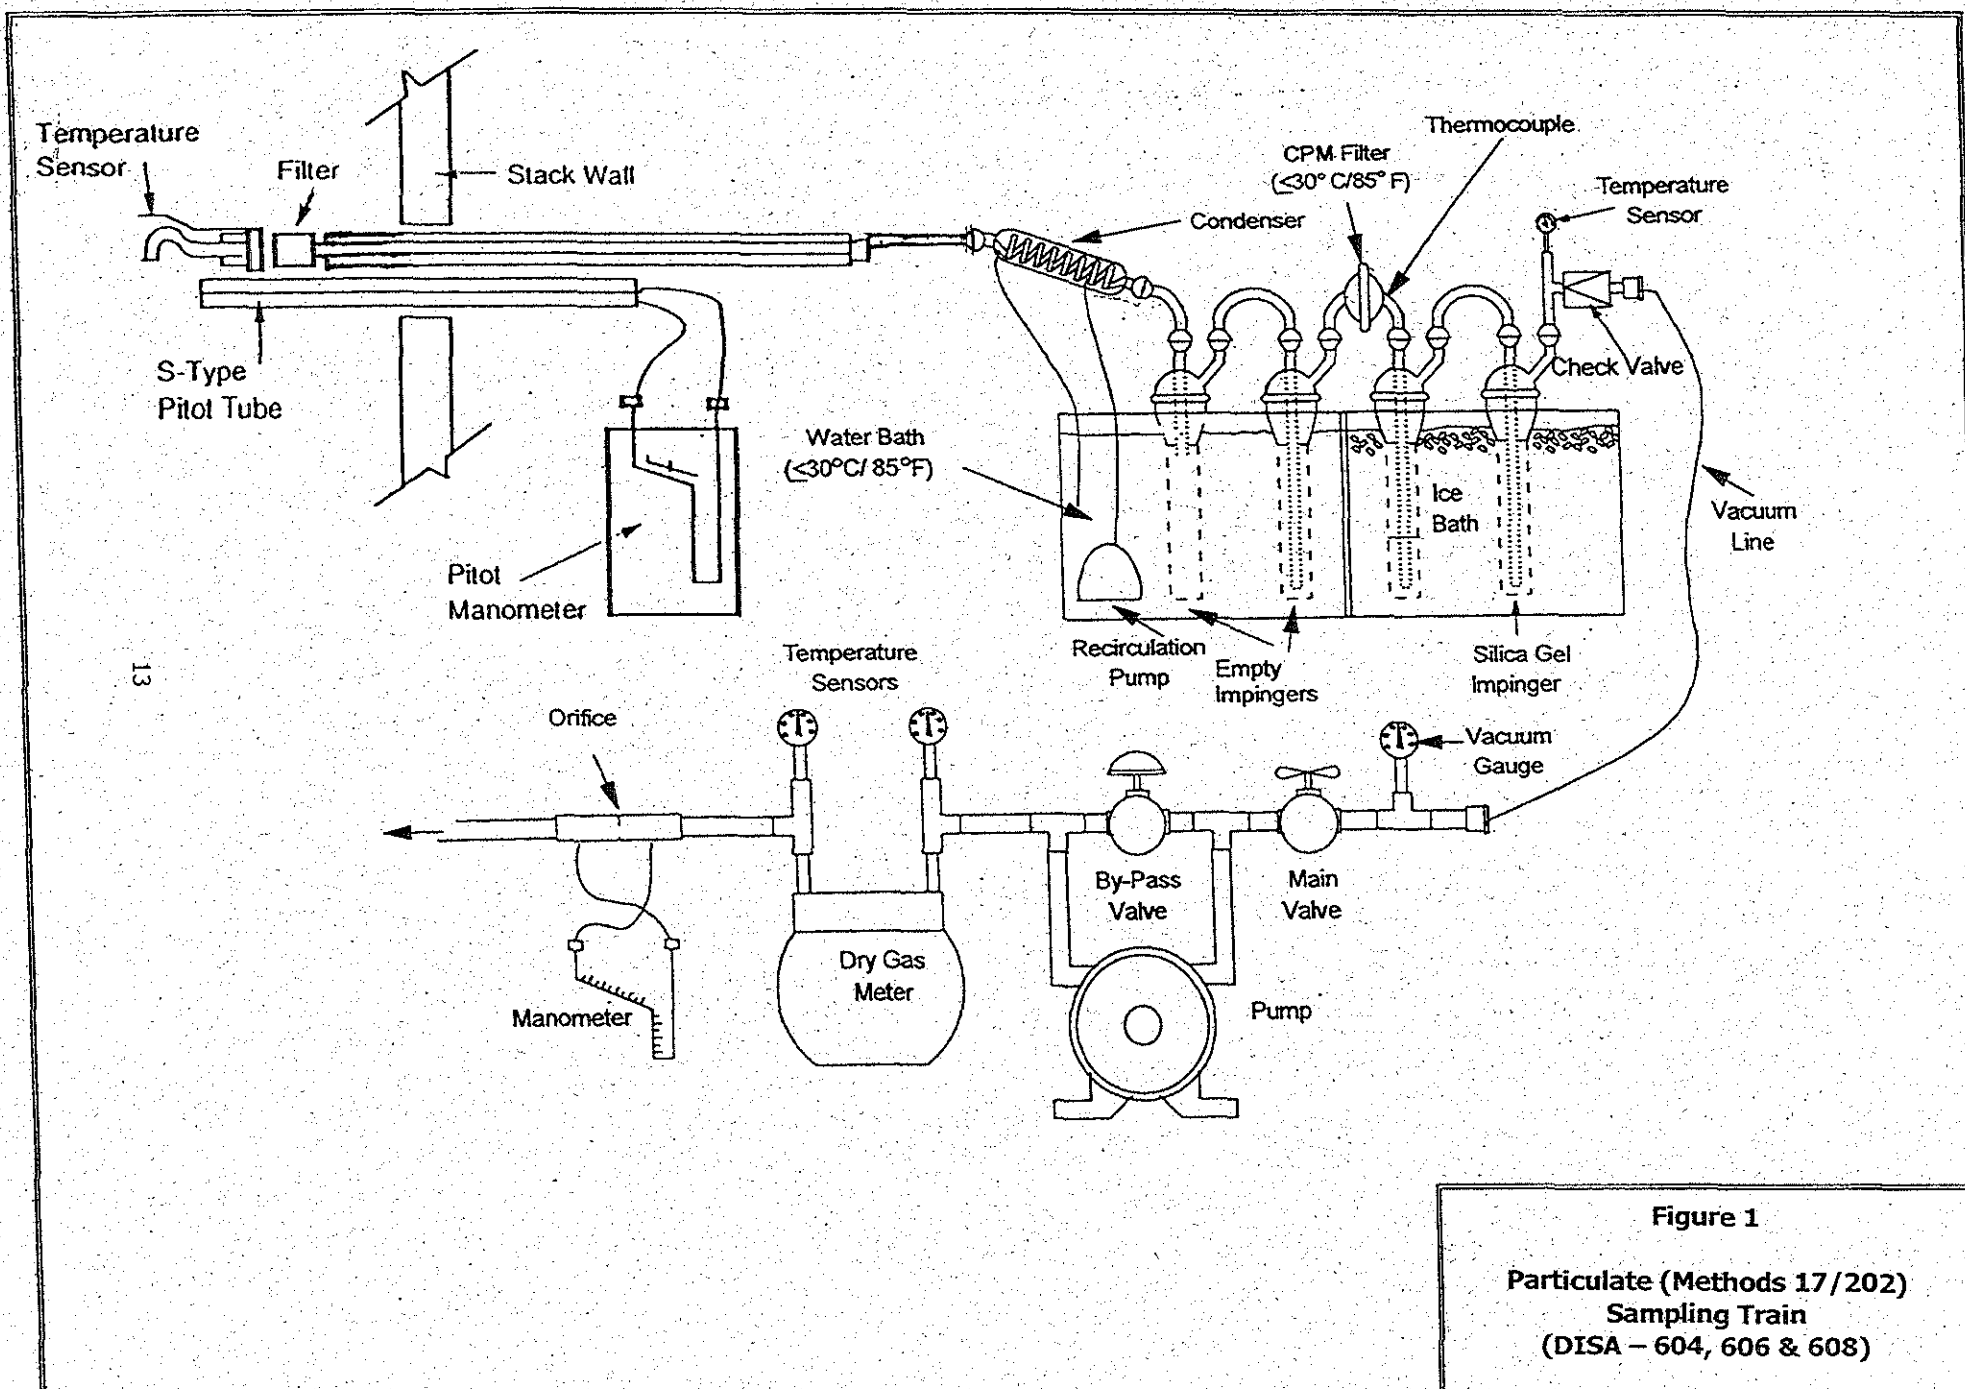 Temperature
Sensor
Filter
Stack Wall
S-Type
Pitot Tube
Pitot
Manometer
Water Bath
(≤30°C/ 85°F)
Condenser
CPM Filter
(≤30° C/85° F)
Thermocouple
Temperature
Sensor
Check Valve
Ice
Bath
Vacuum
Line
Recirculation
Pump
Empty
Impingers
Silica Gel
Impinger
13
Temperature
Sensors
Orifice
Vacuum
Gauge
By-Pass
Valve
Main
Valve
Dry Gas
Meter
Manometer
Pump
Figure 1
Particulate (Methods 17/202)
Sampling Train
(DISA – 604, 606 & 608)